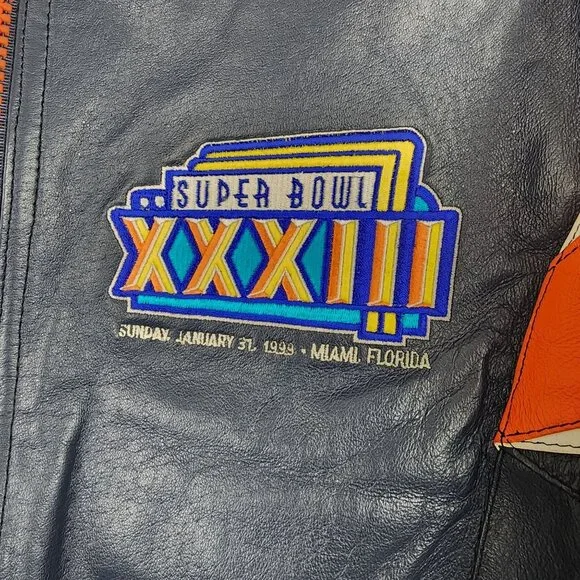 SUPER BOWL
XXXIII
SUNDAY, JANUARY 31, 1999 • MIAMI, FLORIDA